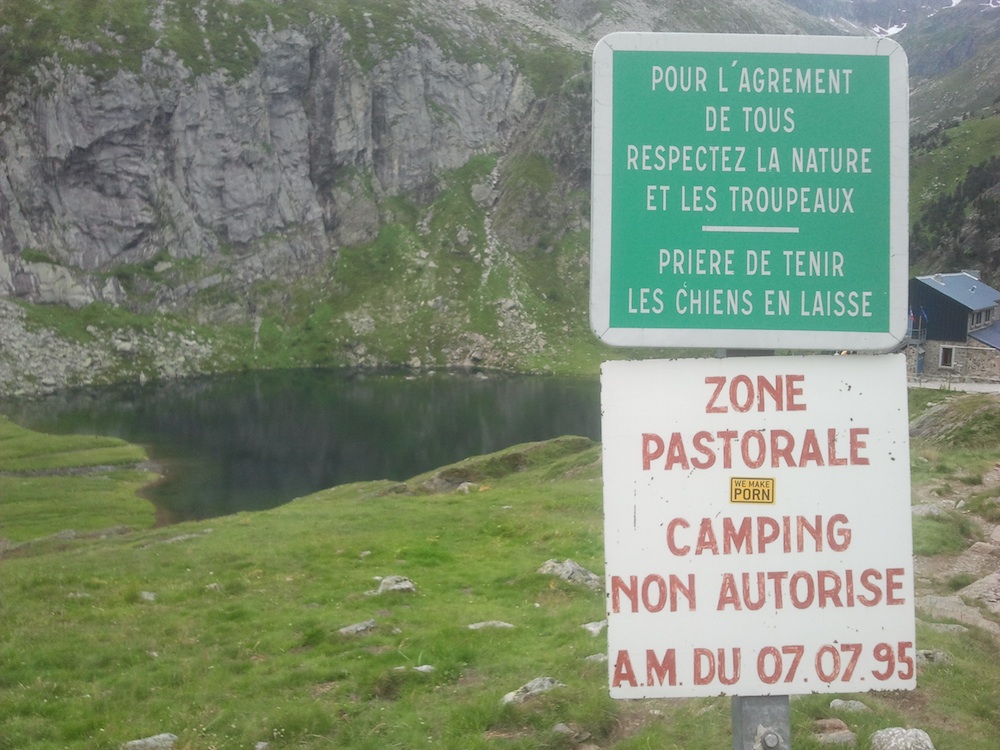 POUR L'AGREMENT
DE TOUS
RESPECTEZ LA NATURE
ET LES TROUPEAUX
PRIERE DE TENIR
LES CHIENS EN LAISSE
ZONE
PASTORALE
WE MAKE
PORN
CAMPING
NON AUTORISE
A.M. DU 07.07.95